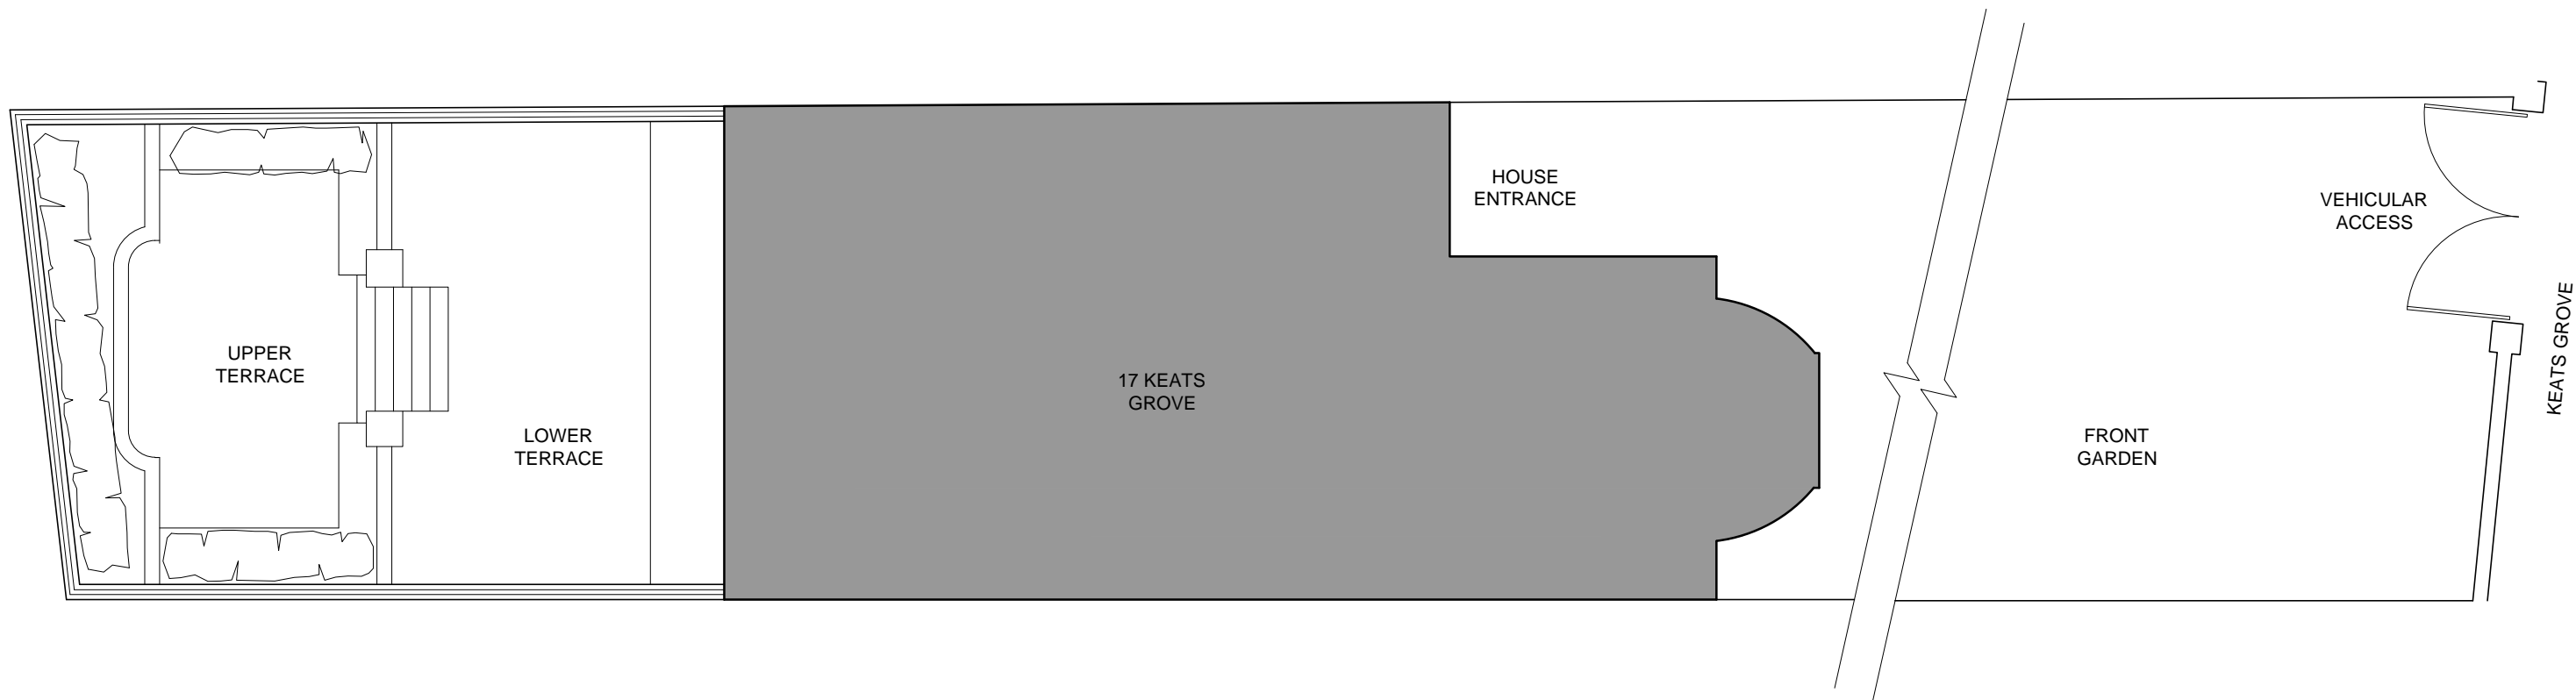 UPPER
TERRACE
LOWER
TERRACE
17 KEATS
GROVE
HOUSE
ENTRANCE
FRONT
GARDEN
VEHICULAR
ACCESS
KEATS GROVE